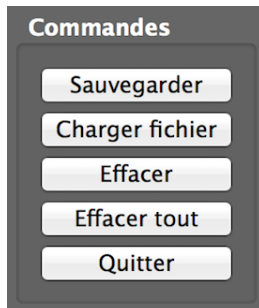 Commandes
Sauvegarder
Charger fichier
Effacer
Effacer tout
Quitter